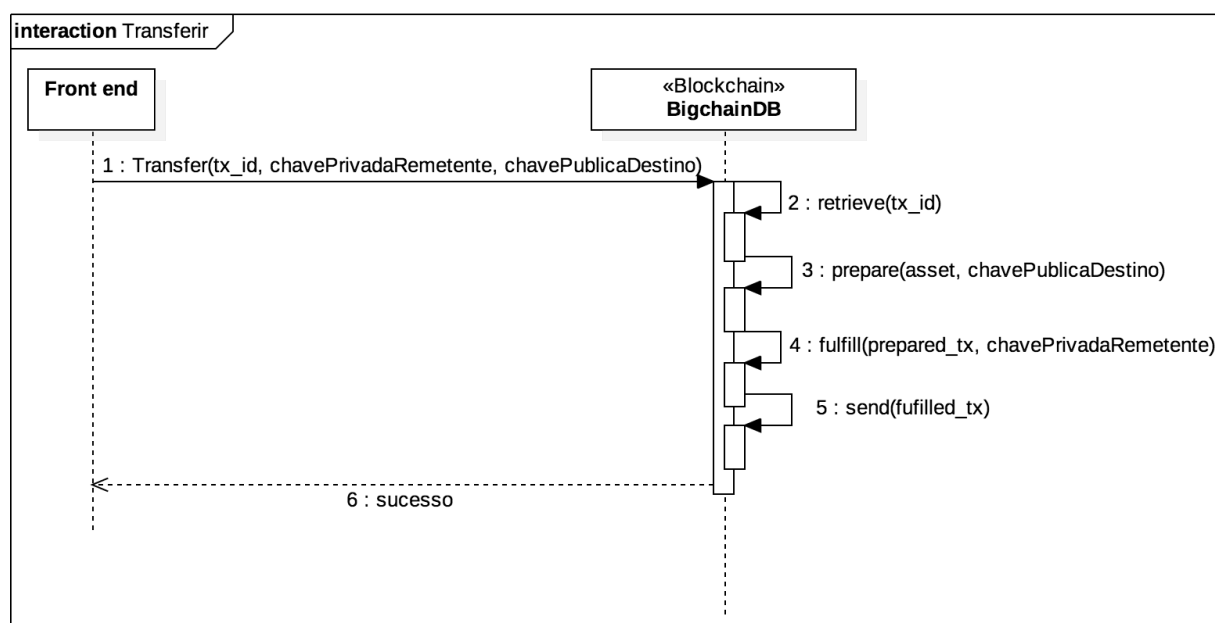 interaction Transferir
Front end
«Blockchain»
BigchainDB
1 : Transfer(tx_id, chavePrivadaRemetente, chavePublicaDestino)
2 : retrieve(tx_id)
3 : prepare(asset, chavePublicaDestino)
4 : fulfill(prepared_tx, chavePrivadaRemetente)
5 : send(fufilled_tx)
6 : sucesso